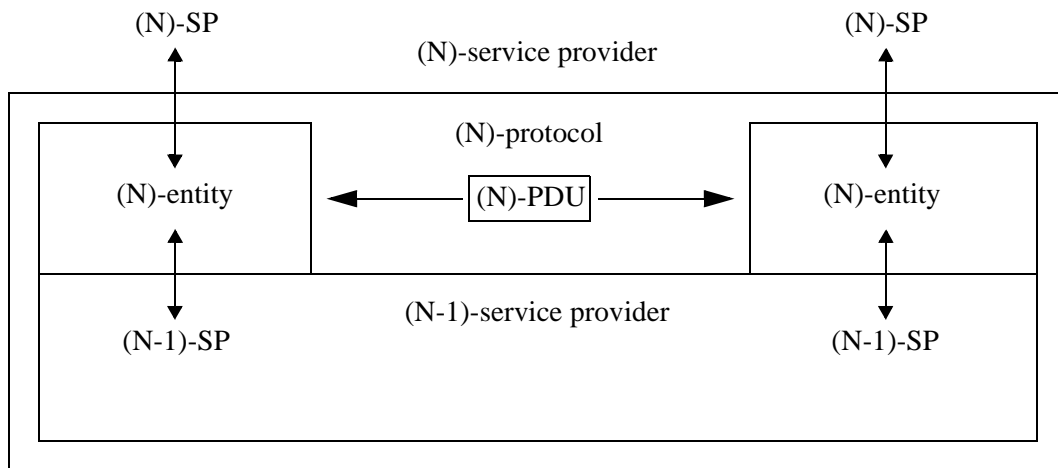 (N)-SP
(N)-SP
(N)-service provider
(N)-protocol
(N)-entity
(N)-PDU
(N)-entity
(N-1)-service provider
(N-1)-SP
(N-1)-SP